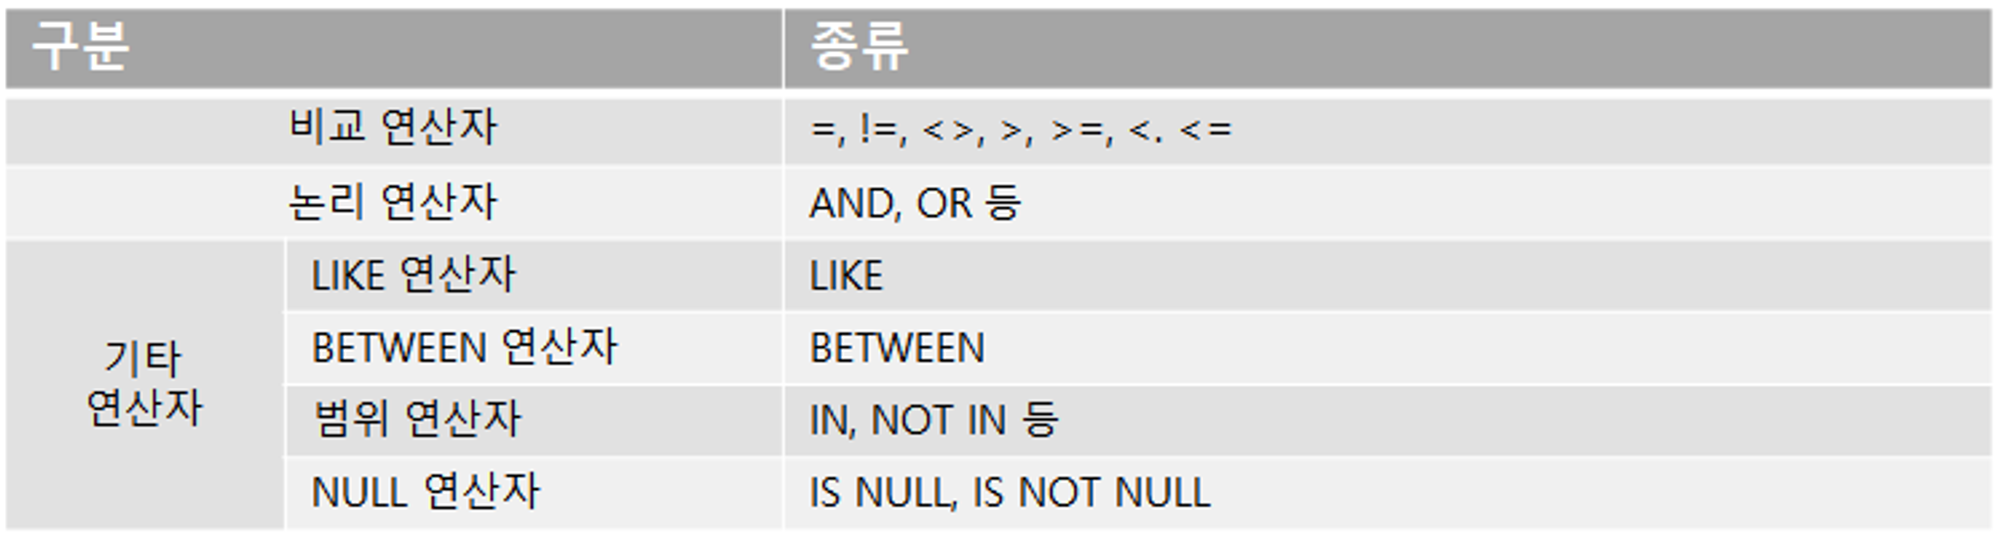 구분 종류
비교 연산자 =, !=, <>, >, >=, <. <=
논리 연산자 AND, OR 등
기타
연산자
LIKE 연산자 LIKE
BETWEEN 연산자 BETWEEN
범위 연산자 IN, NOT IN 등
NULL 연산자 IS NULL, IS NOT NULL